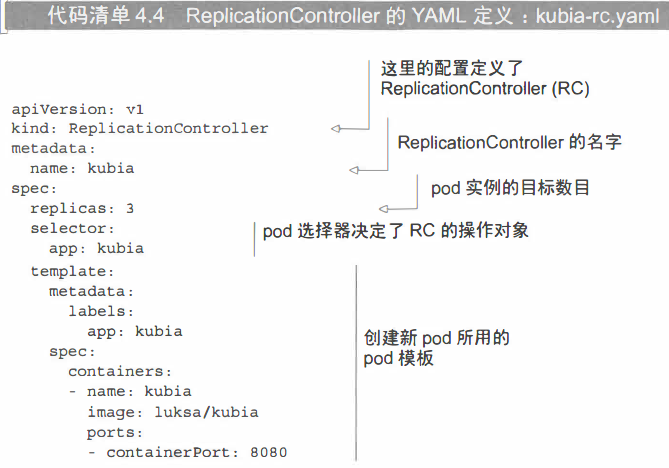 代码清单 4.4 ReplicationController 的 YAML 定义：kubia-rc.yaml
这里的配置定义了
ReplicationController (RC)
apiVersion: v1
kind: ReplicationController
metadata:
ReplicationController 的名字
name: kubia
spec:
pod 实例的目标数目
replicas: 3
selector:
pod 选择器决定了 RC 的操作对象
app: kubia
template:
metadata:
labels:
app: kubia
创建新 pod 所用的
pod 模板
spec:
containers:
- name: kubia
image: luksa/kubia
ports:
- containerPort: 8080